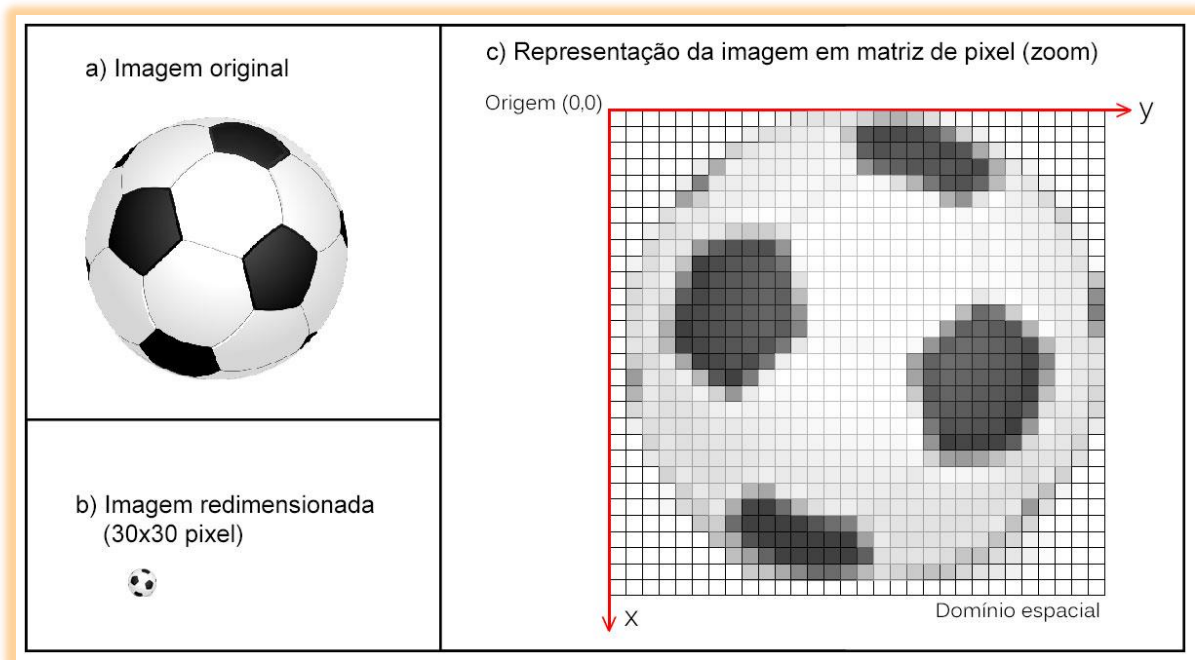 a) Imagem original
b) Imagem redimensionada
(30x30 pixel)
c) Representação da imagem em matriz de pixel (zoom)
Origem (0,0)
y
x
Domínio espacial